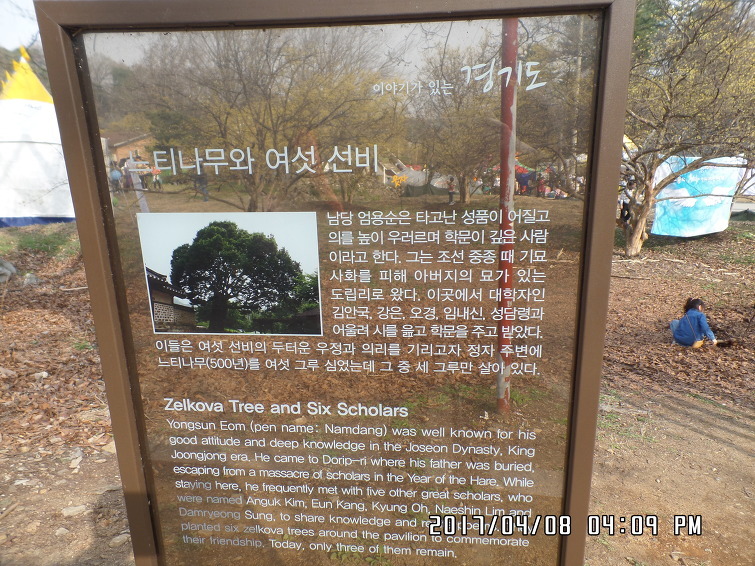 이야기가 있는 경기도
티나무와 여섯 선비
남당 엄용순은 타고난 성품이 어질고
의를 높이 우러르며 학문이 깊은 사람
이라고 한다. 그는 조선 중종 때 기묘
사화를 피해 아버지의 묘가 있는
도립리로 왔다. 이곳에서 대학자인
김안국, 강은, 오경, 임내신, 성담령과
어울려 시를 읊고 학문을 주고 받았다.
이들은 여섯 선비의 두터운 우정과 의리를 기리고자 정자 주변에
느티나무(500년)를 여섯 그루 심었는데 그 중 세 그루만 살아 있다.
Zelkova Tree and Six Scholars
Yongsun Eom (pen name: Namdang) was well known for his
good attitude and deep knowledge in the Joseon Dynasty, King
Joongjong era. He came to Dorip-ri where his father was buried,
escaping from a massacre of scholars in the Year of the Hare. While
staying here, he frequently met with five other great scholars, who
were named Anguk Kim, Eun Kang, Kyung Oh, Naeshin Lim and
Damryeong Sung, to share knowledge and
planted six zelkova trees around the pavilion to commemorate
their friendship. Today, only three of them remain.
2017/04/08 04:09 PM